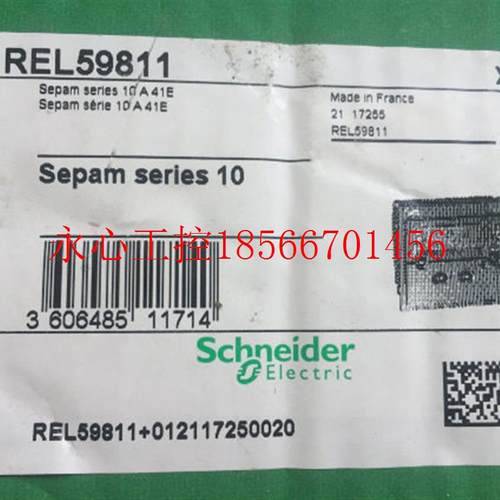 REL59811
Sepam series 10 A 41E
Sepam série 10 A 41E
Made in France
21 17255
REL59811
Sepam series 10
永心工控18566701456
3 606485 11714
Schneider
Electric
REL59811+012117250020